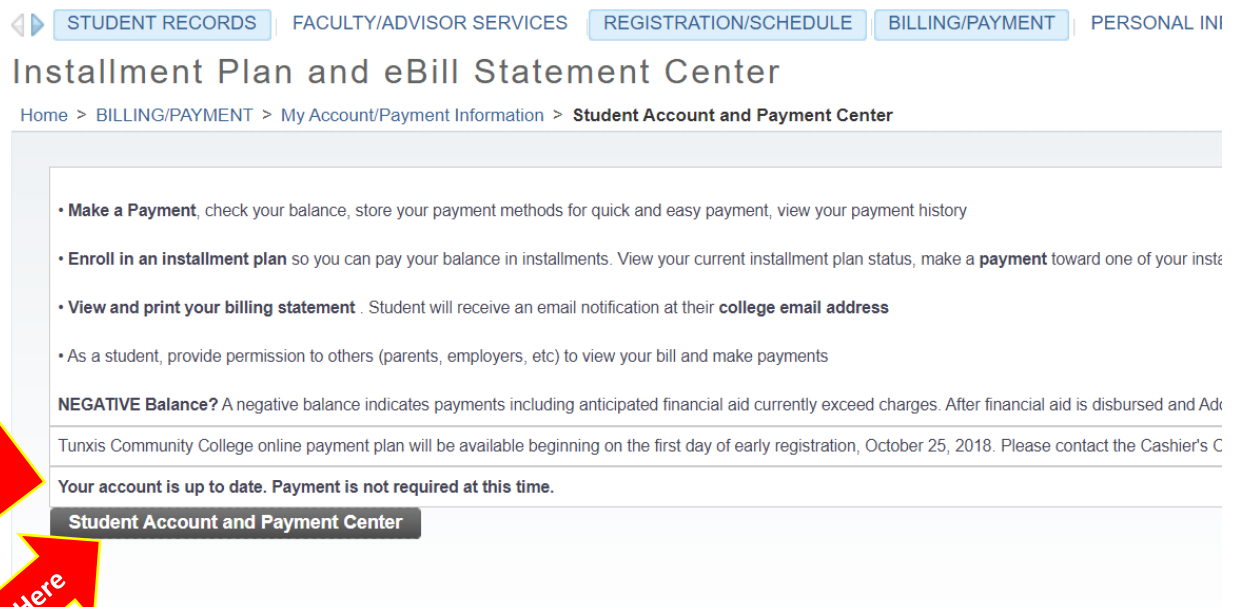 STUDENT RECORDS FACULTY/ADVISOR SERVICES REGISTRATION/SCHEDULE BILLING/PAYMENT PERSONAL
Installment Plan and eBill Statement Center
Home > BILLING/PAYMENT > My Account/Payment Information > Student Account and Payment Center
• Make a Payment, check your balance, store your payment methods for quick and easy payment, view your payment history
• Enroll in an installment plan so you can pay your balance in installments. View your current installment plan status, make a payment toward one of your
• View and print your billing statement . Student will receive an email notification at their college email address
• As a student, provide permission to others (parents, employers, etc) to view your bill and make payments
NEGATIVE Balance? A negative balance indicates payments including anticipated financial aid currently exceed charges. After financial aid is disbursed and
Tunxis Community College online payment plan will be available beginning on the first day of early registration, October 25, 2018. Please contact the Cashier's
Your account is up to date. Payment is not required at this time.
Student Account and Payment Center
Here